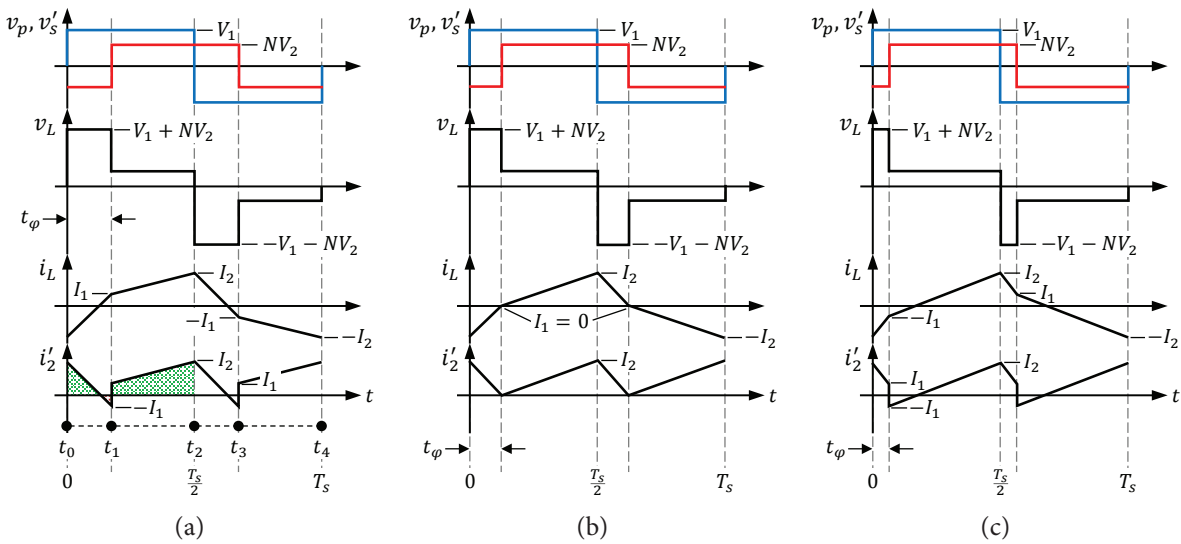 v_p, v_s′
V_1
NV_2
v_L
V_1 + NV_2
t_φ
−V_1 − NV_2
i_L
I_1
I_2
−I_1
−I_2
i_2′
I_2
I_1
−I_1
t_0 t_1 t_2 t_3 t_4
0 T_s/2 T_s
(a)
v_p, v_s′
V_1
NV_2
v_L
V_1 + NV_2
−V_1 − NV_2
i_L
I_2
I_1 = 0
−I_2
i_2′
I_2
t
t_φ
0 T_s/2 T_s
(b)
v_p, v_s′
V_1
NV_2
v_L
V_1 + NV_2
−V_1 − NV_2
i_L
I_2
I_1
−I_1
−I_2
i_2′
I_2
I_1
−I_1
t
t_φ
0 T_s/2 T_s
(c)